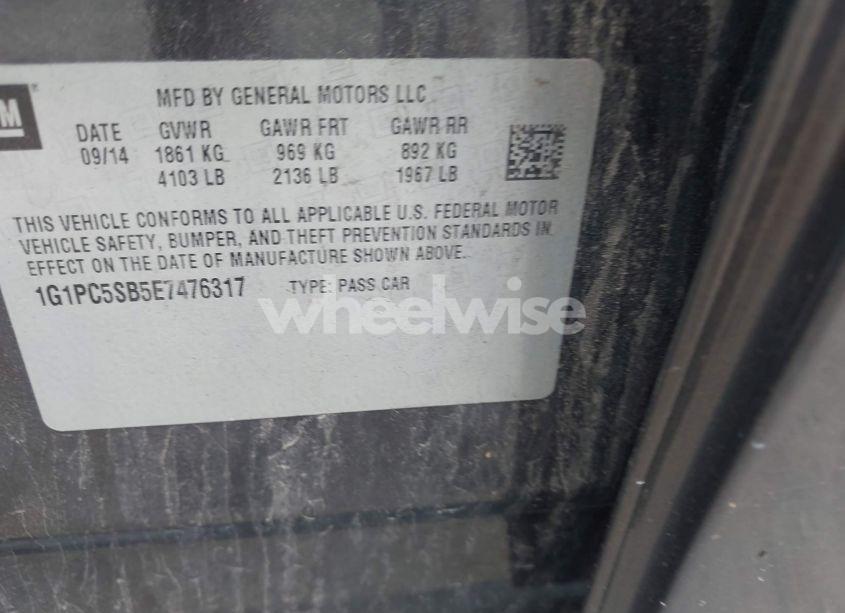 M ®
MFD BY GENERAL MOTORS LLC
DATE GVWR GAWR FRT GAWR RR
09/14 1861 KG 969 KG 892 KG
4103 LB 2136 LB 1967 LB
THIS VEHICLE CONFORMS TO ALL APPLICABLE U.S. FEDERAL MOTOR
VEHICLE SAFETY, BUMPER, AND THEFT PREVENTION STANDARDS IN
EFFECT ON THE DATE OF MANUFACTURE SHOWN ABOVE.
1G1PC5SB5E7476317 TYPE: PASS CAR
wheelwise